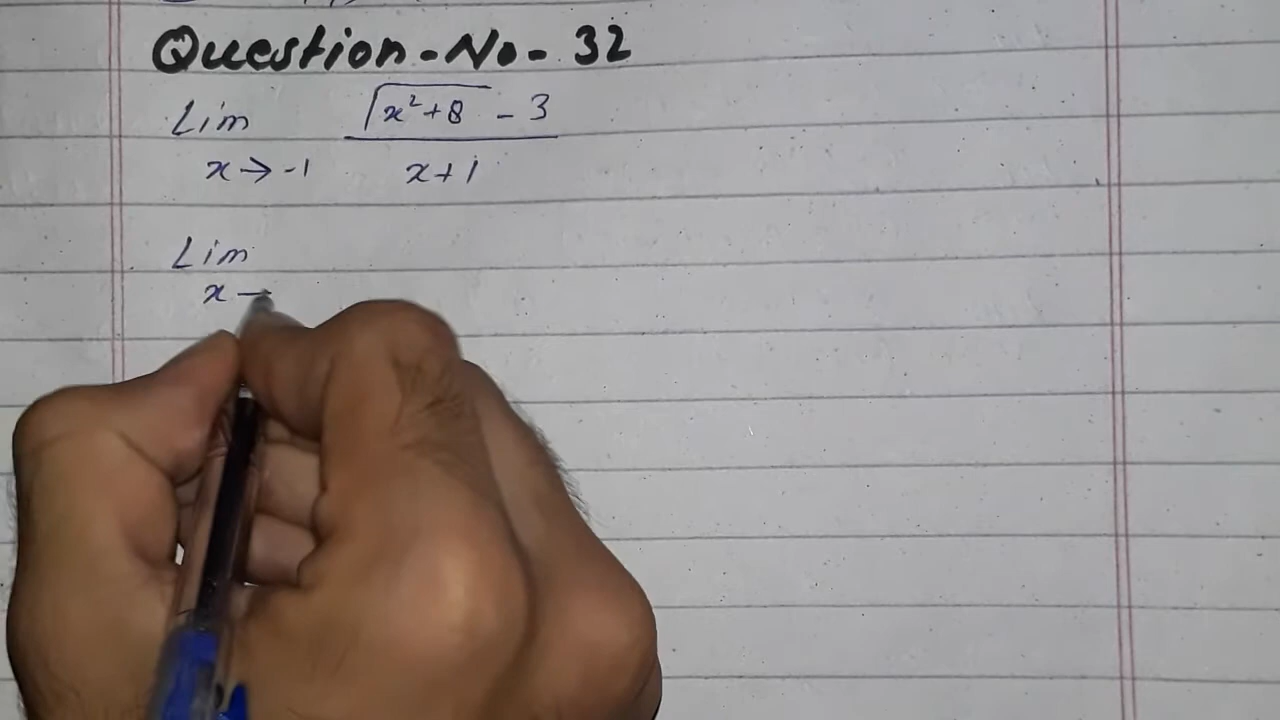 Question-No- 32
Lim √x²+8 - 3
x→-1 x+1
Lim
x –